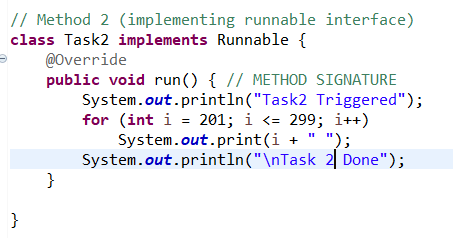 // Method 2 (implementing runnable interface)
class Task2 implements Runnable {
    @Override
    public void run() { // METHOD SIGNATURE
        System.out.println("Task2 Triggered");
        for (int i = 201; i <= 299; i++)
            System.out.print(i + " ");
        System.out.println("\nTask 2 Done");
    }
}